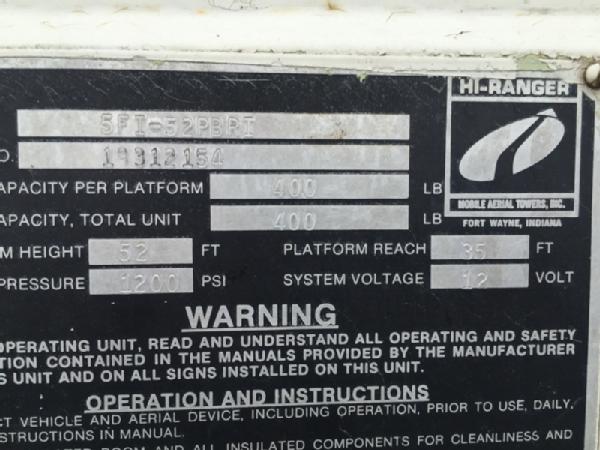 HI-RANGER
5FI-52PBRI
O. 19312154
APACITY PER PLATFORM 400 LB
APACITY, TOTAL UNIT 400 LB
MOBILE AERIAL TOWERS, INC.
FORT WAYNE, INDIANA
M HEIGHT 52 FT PLATFORM REACH 35 FT
PRESSURE 1200 PSI SYSTEM VOLTAGE 12 VOLT
WARNING
OPERATING UNIT, READ AND UNDERSTAND ALL OPERATING AND SAFETY
TION CONTAINED IN THE MANUALS PROVIDED BY THE MANUFACTURER
S UNIT AND ON ALL SIGNS INSTALLED ON THIS UNIT.
OPERATION AND INSTRUCTIONS
CT VEHICLE AND AERIAL DEVICE, INCLUDING OPERATION, PRIOR TO USE, DAILY.
STRUCTIONS IN MANUAL.
AND ALL INSULATED COMPONENTS FOR CLEANLINESS AND